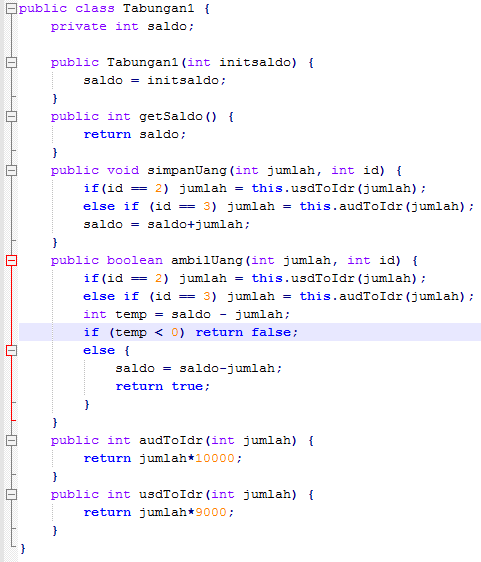 public class Tabungan1 {
    private int saldo;

    public Tabungan1(int initsaldo) {
        saldo = initsaldo;
    }
    public int getSaldo() {
        return saldo;
    }
    public void simpanUang(int jumlah, int id) {
        if(id == 2) jumlah = this.usdToIdr(jumlah);
        else if (id == 3) jumlah = this.audToIdr(jumlah);
        saldo = saldo+jumlah;
    }
    public boolean ambilUang(int jumlah, int id) {
        if(id == 2) jumlah = this.usdToIdr(jumlah);
        else if (id == 3) jumlah = this.audToIdr(jumlah);
        int temp = saldo - jumlah;
        if (temp < 0) return false;
        else {
            saldo = saldo-jumlah;
            return true;
        }
    }
    public int audToIdr(int jumlah) {
        return jumlah*10000;
    }
    public int usdToIdr(int jumlah) {
        return jumlah*9000;
    }
}